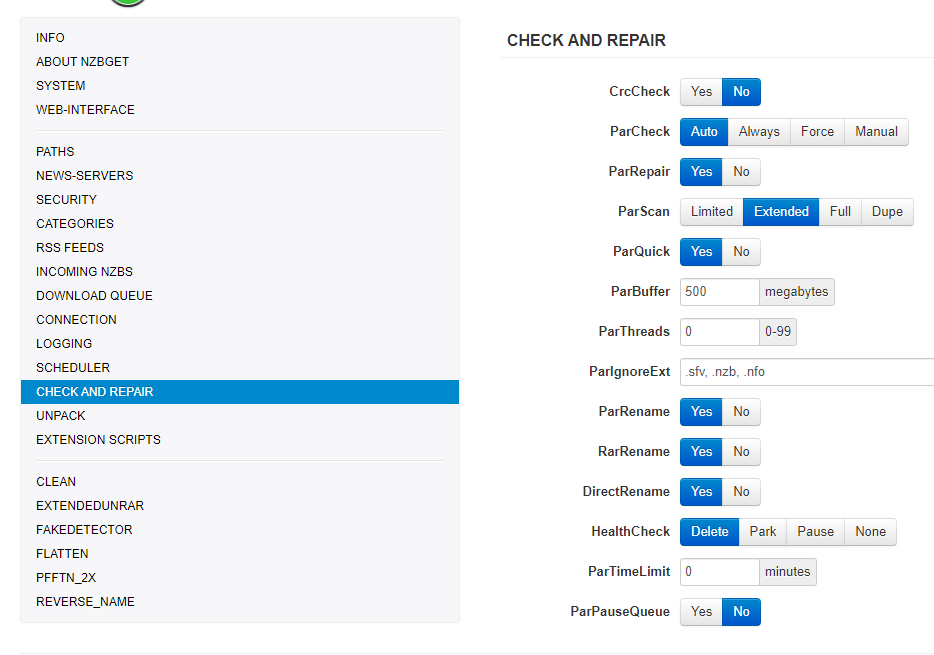 INFO
ABOUT NZBGET
SYSTEM
WEB-INTERFACE
PATHS
NEWS-SERVERS
SECURITY
CATEGORIES
RSS FEEDS
INCOMING NZBS
DOWNLOAD QUEUE
CONNECTION
LOGGING
SCHEDULER
CHECK AND REPAIR
UNPACK
EXTENSION SCRIPTS
CLEAN
EXTENDEDUNRAR
FAKEDETECTOR
FLATTEN
PFFTN_2X
REVERSE_NAME
CHECK AND REPAIR
CrcCheck Yes No
ParCheck Auto Always Force Manual
ParRepair Yes No
ParScan Limited Extended Full Dupe
ParQuick Yes No
ParBuffer 500 megabytes
ParThreads 0 0-99
ParIgnoreExt .sfv, .nzb, .nfo
ParRename Yes No
RarRename Yes No
DirectRename Yes No
HealthCheck Delete Park Pause None
ParTimeLimit 0 minutes
ParPauseQueue Yes No